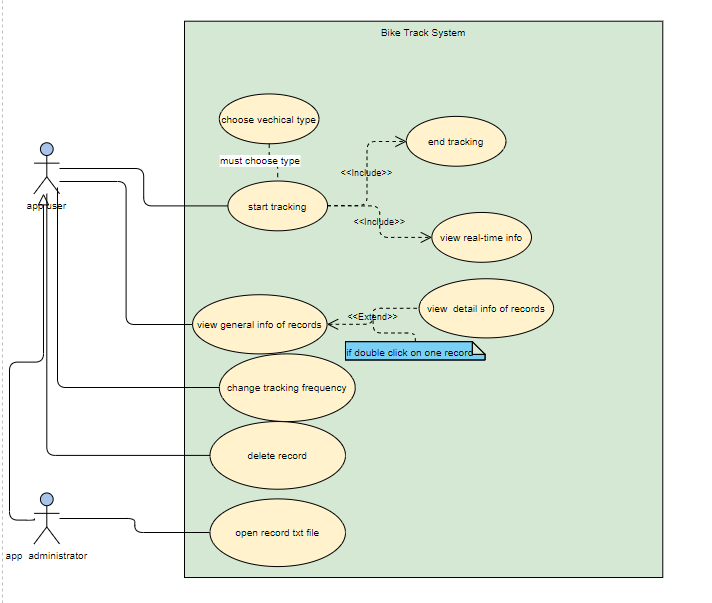 Bike Track System
choose vechical type
must choose type
start tracking
<<Include>>
end tracking
<<Include>>
view real-time info
app user
view general info of records
<<Extend>>
view detail info of records
if double click on one record
change tracking frequency
delete record
open record txt file
app administrator